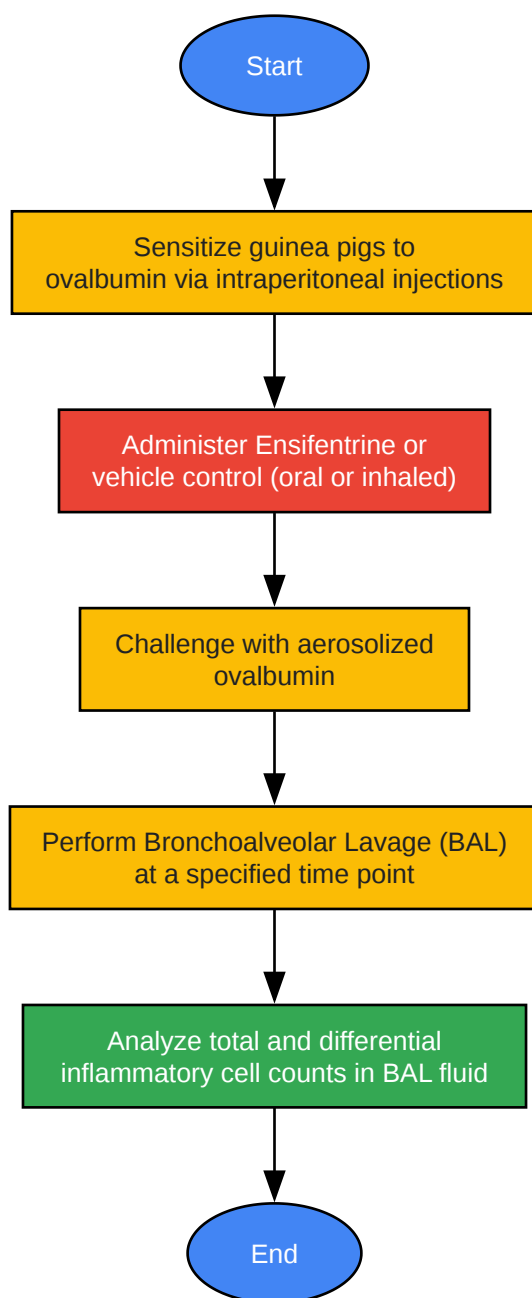 Start
Sensitize guinea pigs to
ovalbumin via intraperitoneal injections
Administer Ensifentrine or
vehicle control (oral or inhaled)
Challenge with aerosolized
ovalbumin
Perform Bronchoalveolar Lavage (BAL)
at a specified time point
Analyze total and differential
inflammatory cell counts in BAL fluid
End